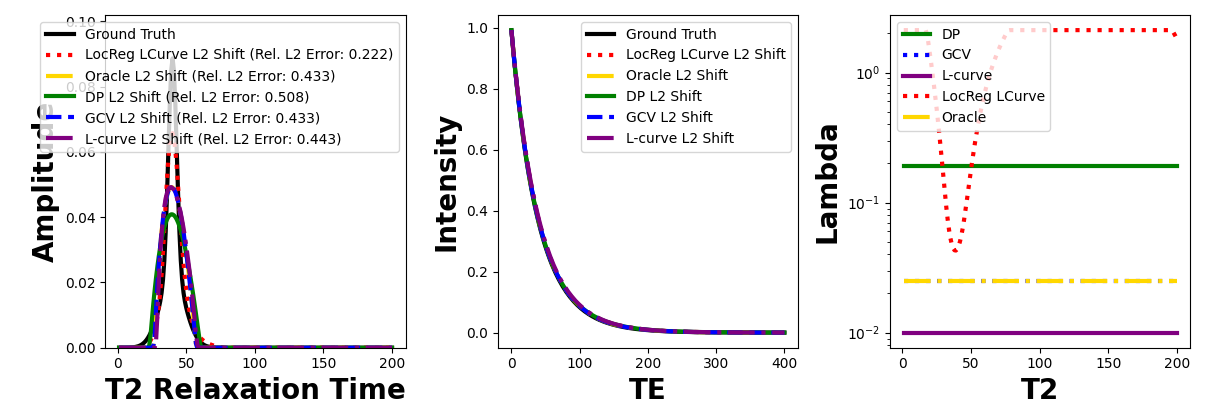 Amplitude
0.10
0.08
0.06
0.04
0.02
0.00
Ground Truth
LocReg LCurve L2 Shift (Rel. L2 Error: 0.222)
Oracle L2 Shift (Rel. L2 Error: 0.433)
DP L2 Shift (Rel. L2 Error: 0.508)
GCV L2 Shift (Rel. L2 Error: 0.433)
L-curve L2 Shift (Rel. L2 Error: 0.443)
0 50 100 150 200
T2 Relaxation Time
Intensity
1.0
0.8
0.6
0.4
0.2
0.0
Ground Truth
LocReg LCurve L2 Shift
Oracle L2 Shift
DP L2 Shift
GCV L2 Shift
L-curve L2 Shift
0 100 200 300 400
TE
Lambda
10⁰
10⁻¹
10⁻²
DP
GCV
L-curve
LocReg LCurve
Oracle
0 50 100 150 200
T2